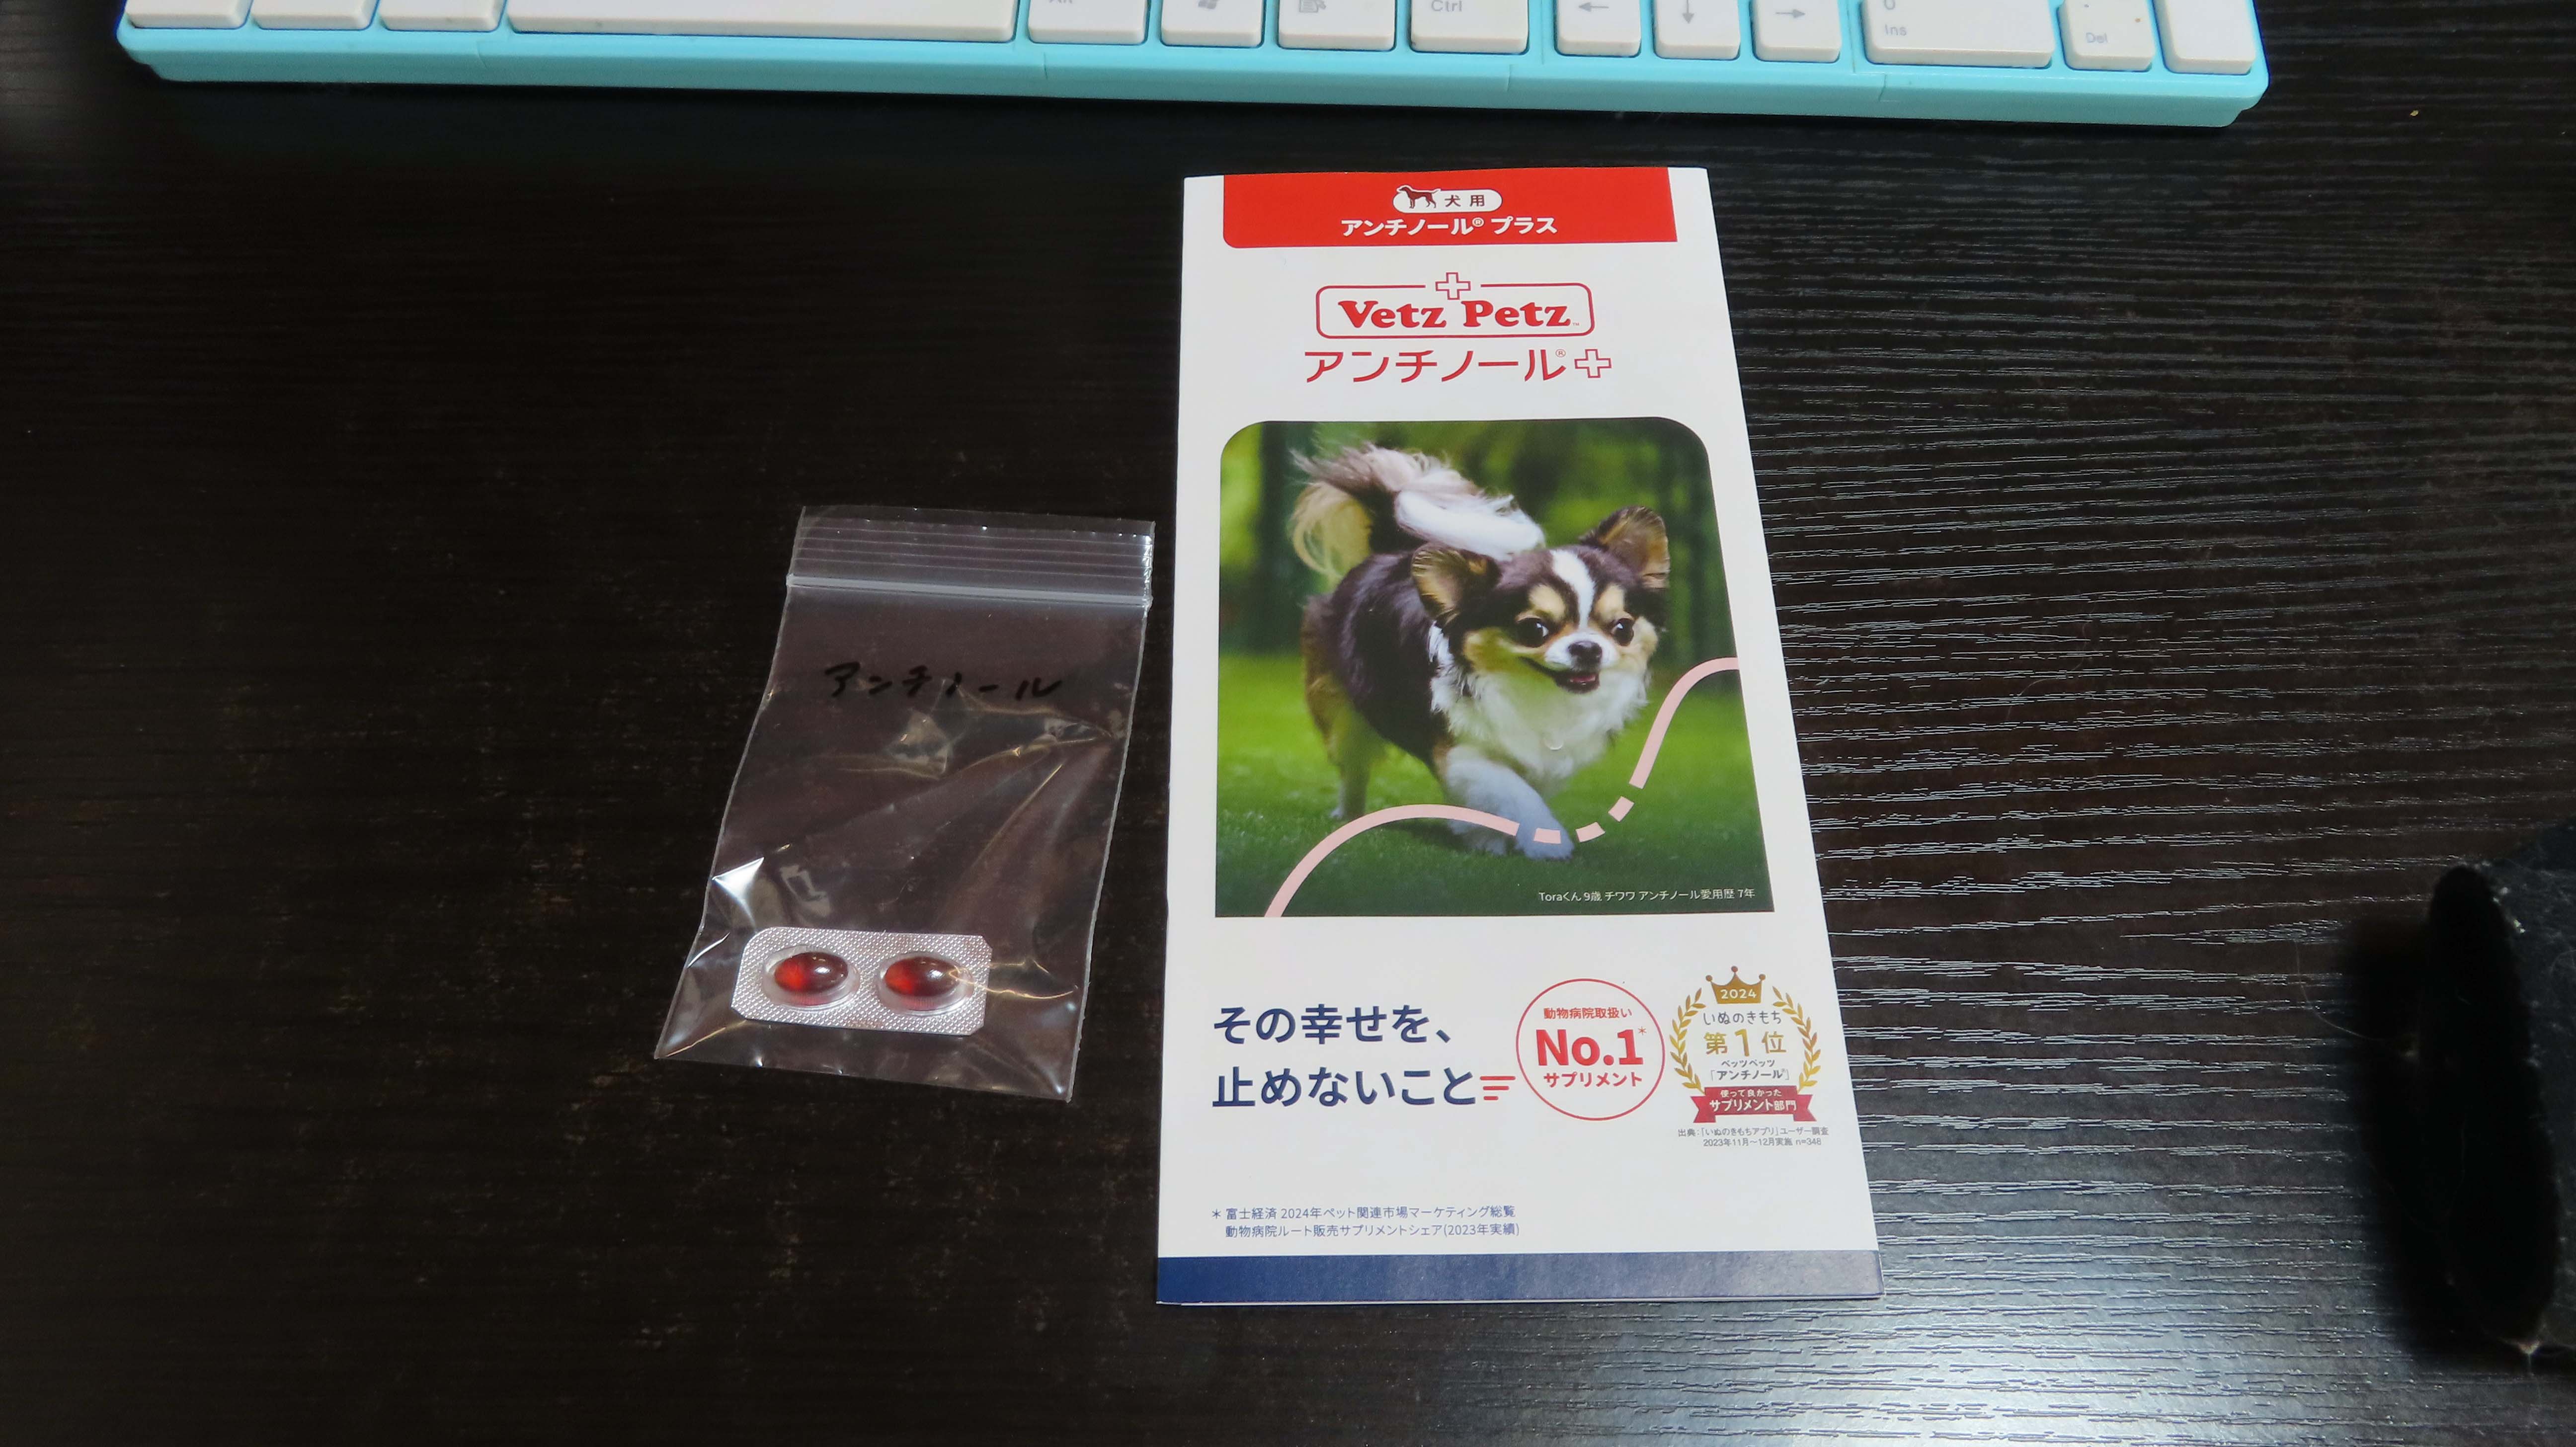 Alt
Ctrl
←
↓
→
0
Ins
.
Del
犬用
アンチノール®プラス
Vetz Petz™
アンチノール®
アンチノール
Toraくん 9歳 チワワ アンチノール愛用歴 7年
その幸せを、
止めないこと
動物病院取扱い
No.1*
サプリメント
2024
いぬのきもち
第1位
ベッツペッツ
「アンチノール」
使って良かった
サプリメント部門
出典:「いぬのきもちアプリ」ユーザー調査
2023年11月〜12月実施 n=348
＊富士経済 2024年ペット関連市場マーケティング総覧
動物病院ルート販売サプリメントシェア(2023年実績)